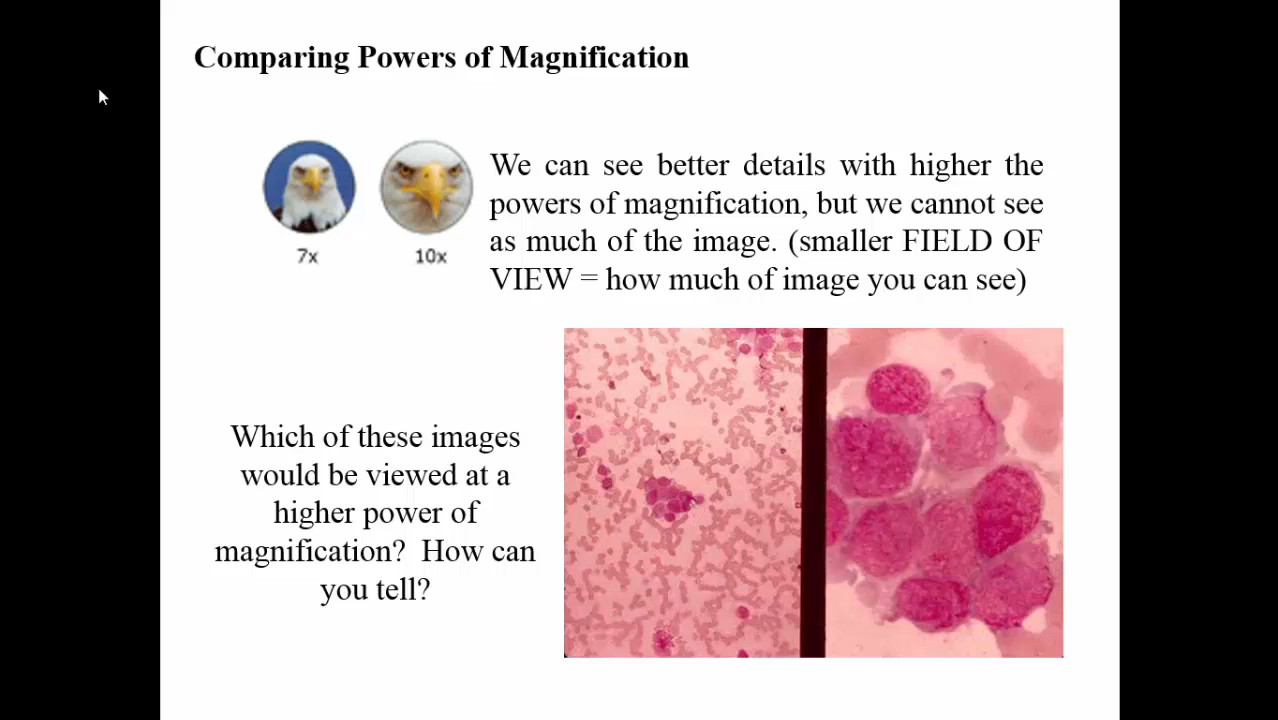 Comparing Powers of Magnification
We can see better details with higher the
powers of magnification, but we cannot see
as much of the image. (smaller FIELD OF
VIEW = how much of image you can see)
7x
10x
Which of these images
would be viewed at a
higher power of
magnification? How can
you tell?